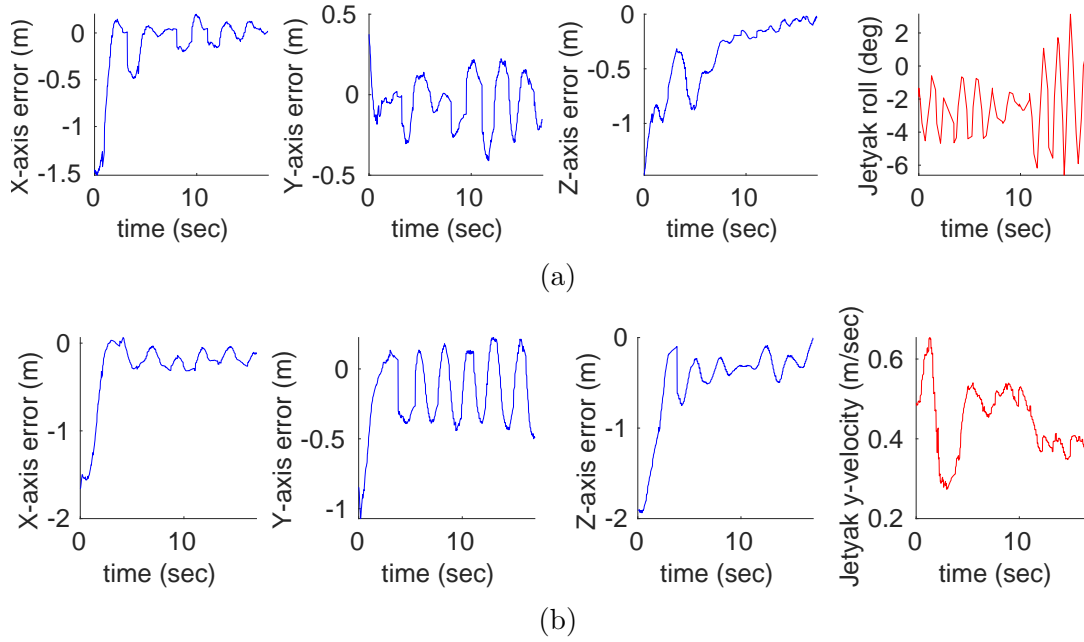 X-axis error (m)
0
-0.5
-1
-1.5
0
10
time (sec)
Y-axis error (m)
0.5
0
-0.5
0
10
time (sec)
Z-axis error (m)
0
-0.5
-1
0
10
time (sec)
Jetyak roll (deg)
2
0
-2
-4
-6
0
10
time (sec)
(a)
X-axis error (m)
0
-1
-2
0
10
time (sec)
Y-axis error (m)
0
-0.5
-1
0
10
time (sec)
Z-axis error (m)
0
-1
-2
0
10
time (sec)
Jetyak y-velocity (m/sec)
0.6
0.4
0.2
0
10
time (sec)
(b)